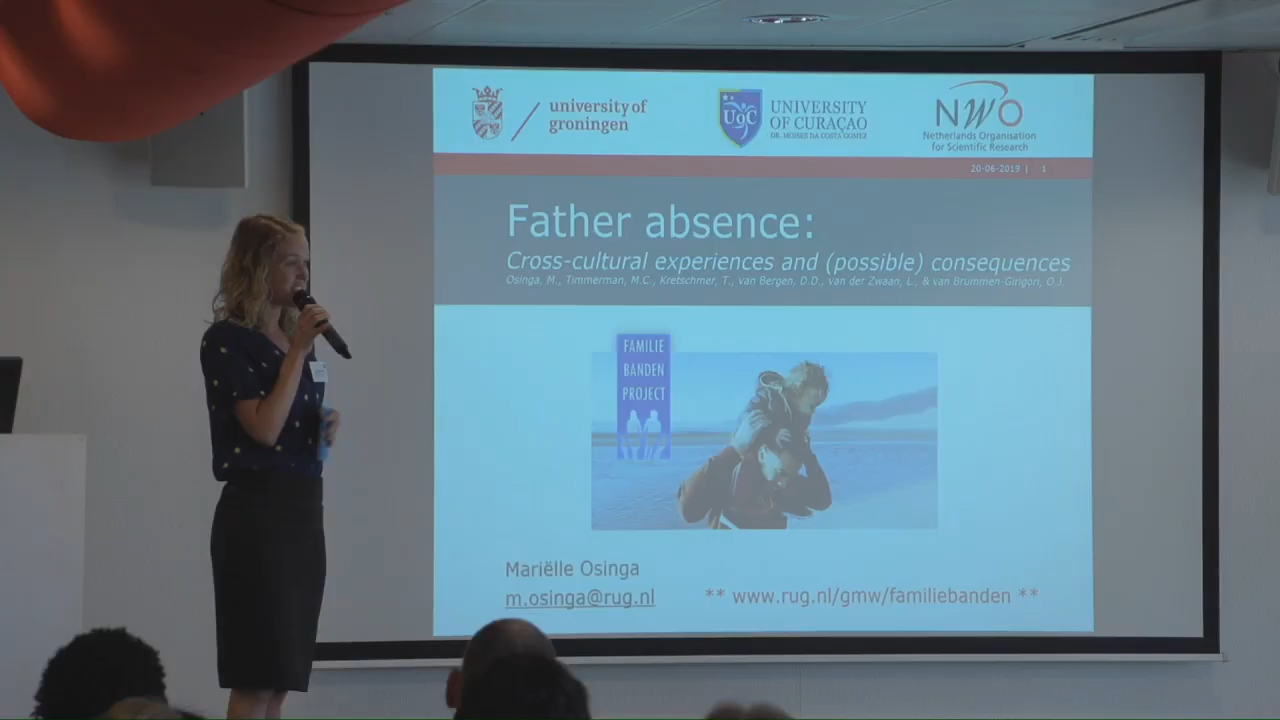 university of
groningen
UoC
UNIVERSITY
OF CURAÇAO
DR. MOISES DA COSTA GOMEZ
NWO
Netherlands Organisation
for Scientific Research
20-06-2019 | 1
Father absence:
Cross-cultural experiences and (possible) consequences
Osinga, M., Timmerman, M.C., Kretschmer, T., van Bergen, D.D., van der Zwaan, L., & van Brummen-Girigori, O.J.
FAMILIE
BANDEN
PROJECT
Mariëlle Osinga
m.osinga@rug.nl
** www.rug.nl/gmw/familiebanden **